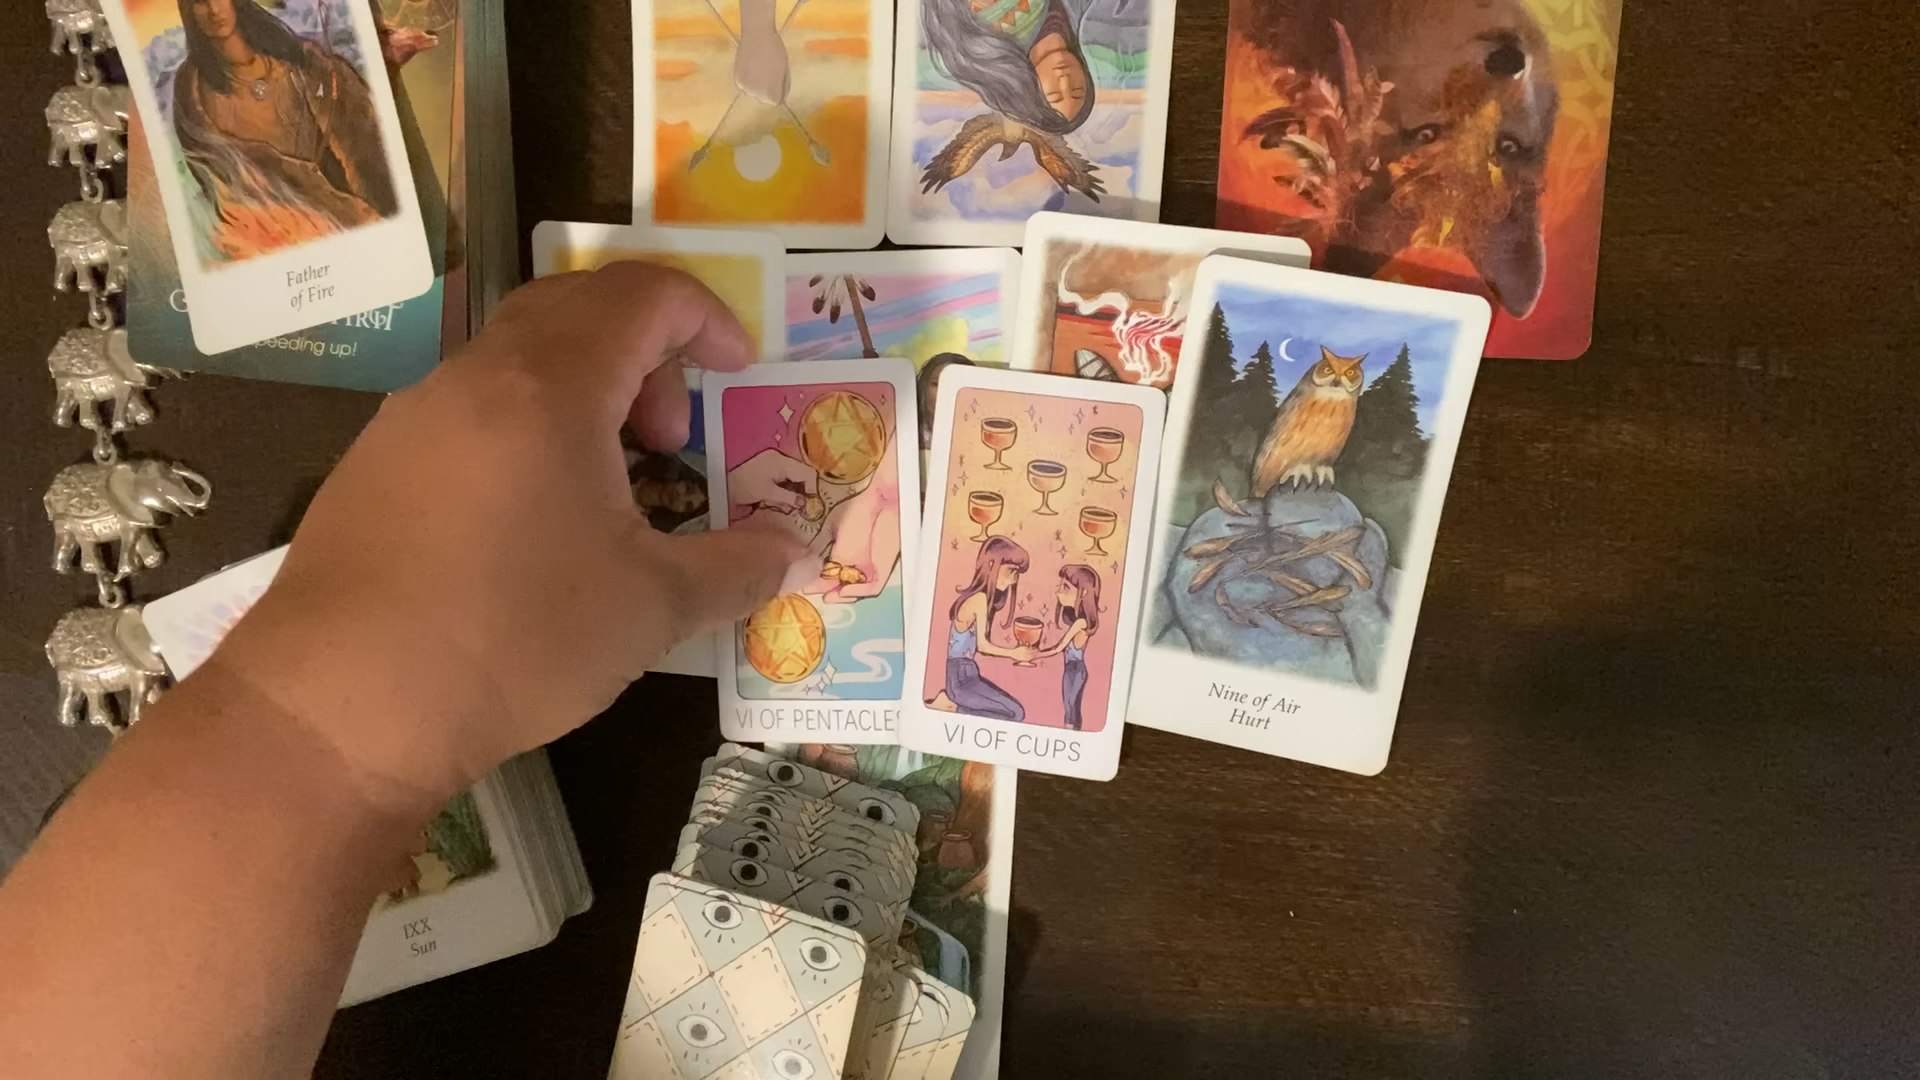 Father
of Fire
speeding up!
VI OF PENTACLES
VI OF CUPS
Nine of Air
Hurt
IXX
Sun